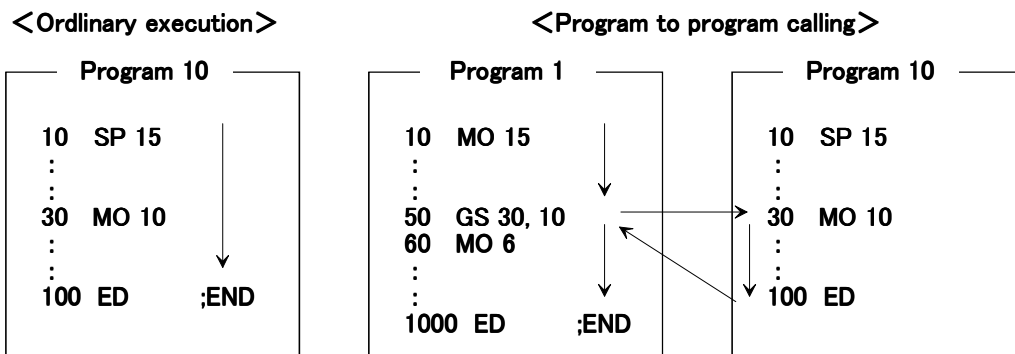 <Ordlinary execution>
<Program to program calling>
Program 10
10 SP 15
:
:
30 MO 10
:
:
100 ED ;END
Program 1
10 MO 15
:
:
50 GS 30, 10
60 MO 6
:
:
1000 ED ;END
Program 10
10 SP 15
:
:
30 MO 10
:
:
100 ED